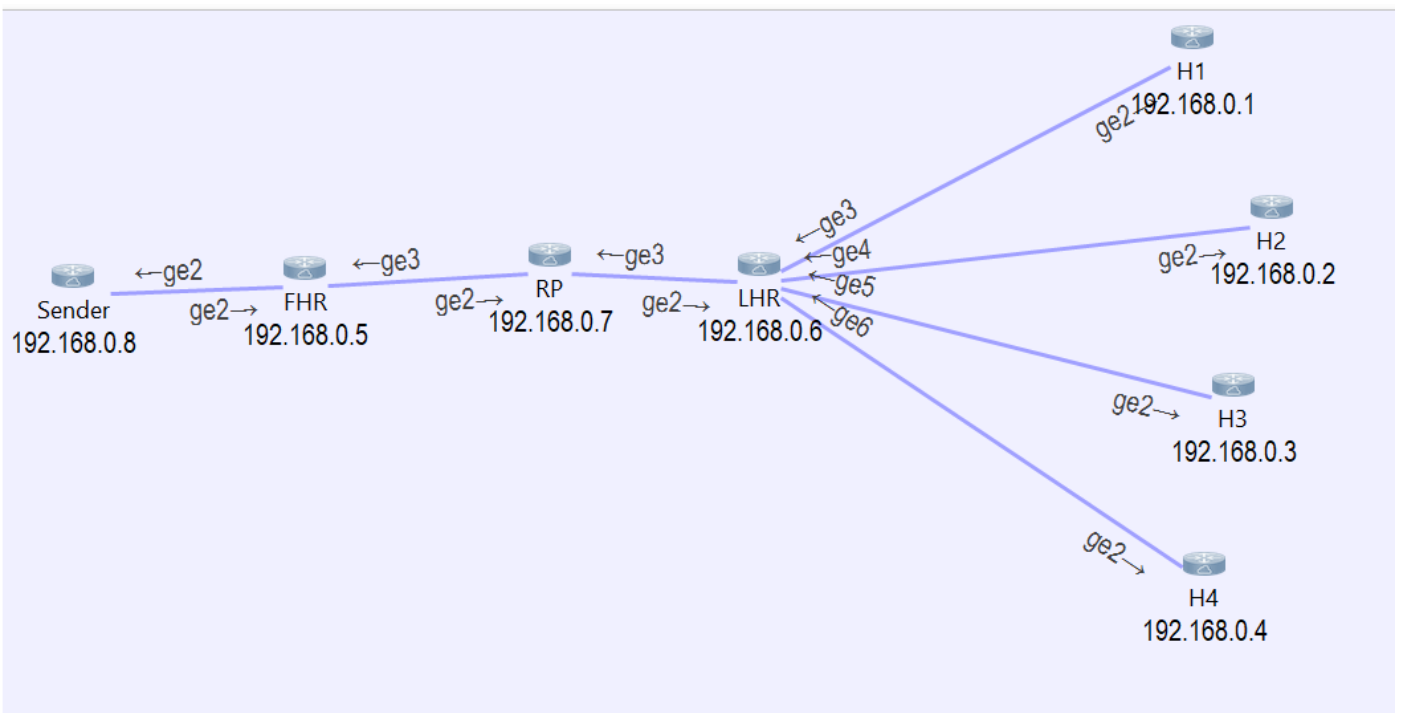 H1
192.168.0.1
ge2→
←ge3
H2
192.168.0.2
ge2→
←ge4
←ge2
Sender
192.168.0.8
ge2→
FHR
192.168.0.5
←ge3
ge2→
RP
192.168.0.7
←ge3
ge2→
LHR
192.168.0.6
←ge5
←ge6
ge2→
H3
192.168.0.3
ge2→
H4
192.168.0.4